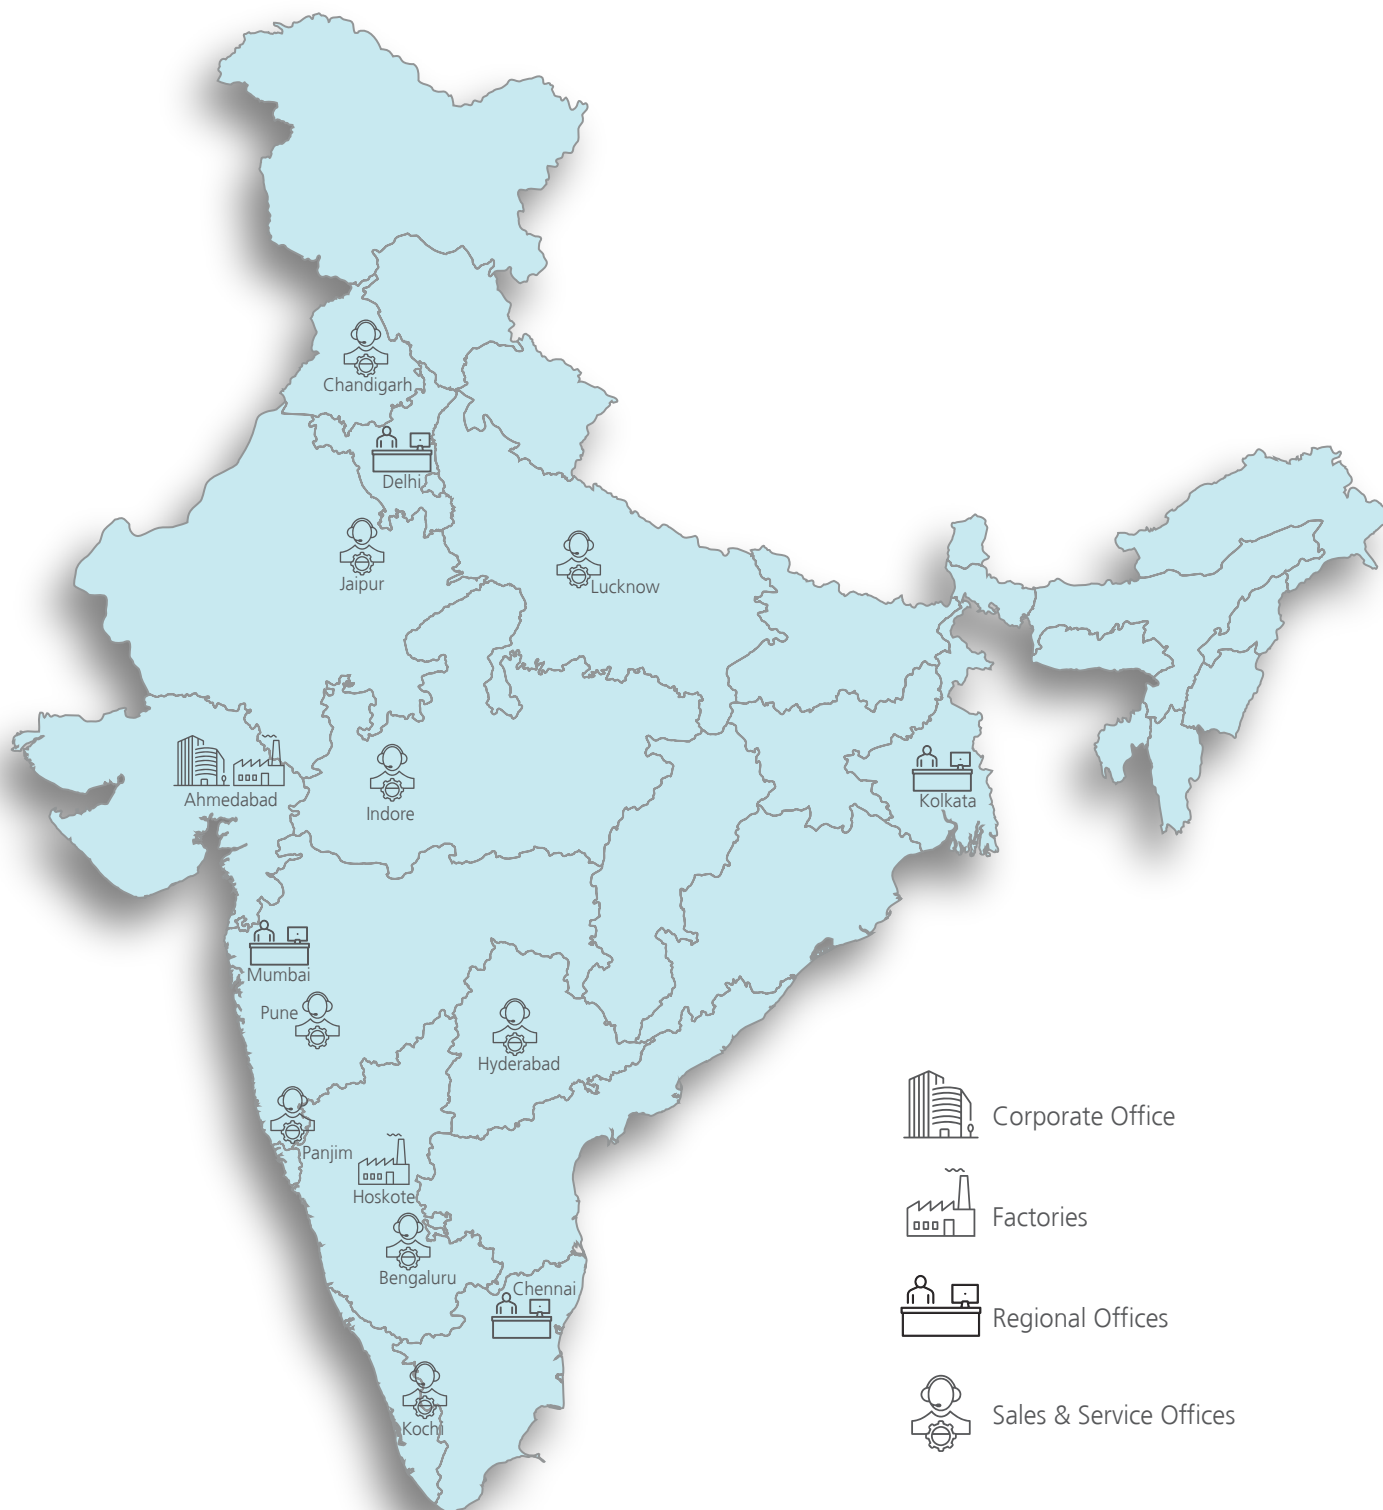 Chandigarh
Delhi
Jaipur
Lucknow
Ahmedabad
Indore
Kolkata
Mumbai
Pune
Hyderabad
Panjim
Hoskote
Bengaluru
Chennai
Kochi
Corporate Office
Factories
Regional Offices
Sales & Service Offices